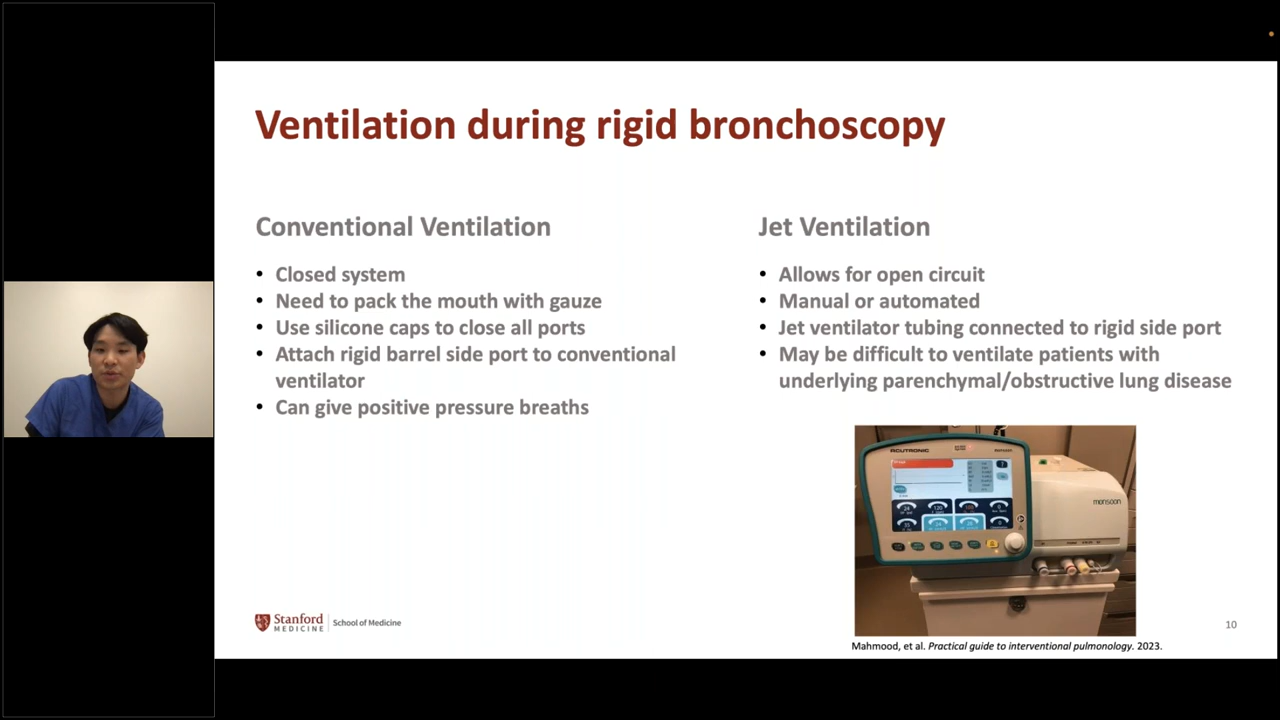 Ventilation during rigid bronchoscopy
Conventional Ventilation
• Closed system
• Need to pack the mouth with gauze
• Use silicone caps to close all ports
• Attach rigid barrel side port to conventional
ventilator
• Can give positive pressure breaths
Jet Ventilation
• Allows for open circuit
• Manual or automated
• Jet ventilator tubing connected to rigid side port
• May be difficult to ventilate patients with
underlying parenchymal/obstructive lung disease
ACUTRONIC
monsoon
Mahmood, et al. Practical guide to interventional pulmonology. 2023.
Stanford
MEDICINE
School of Medicine
10